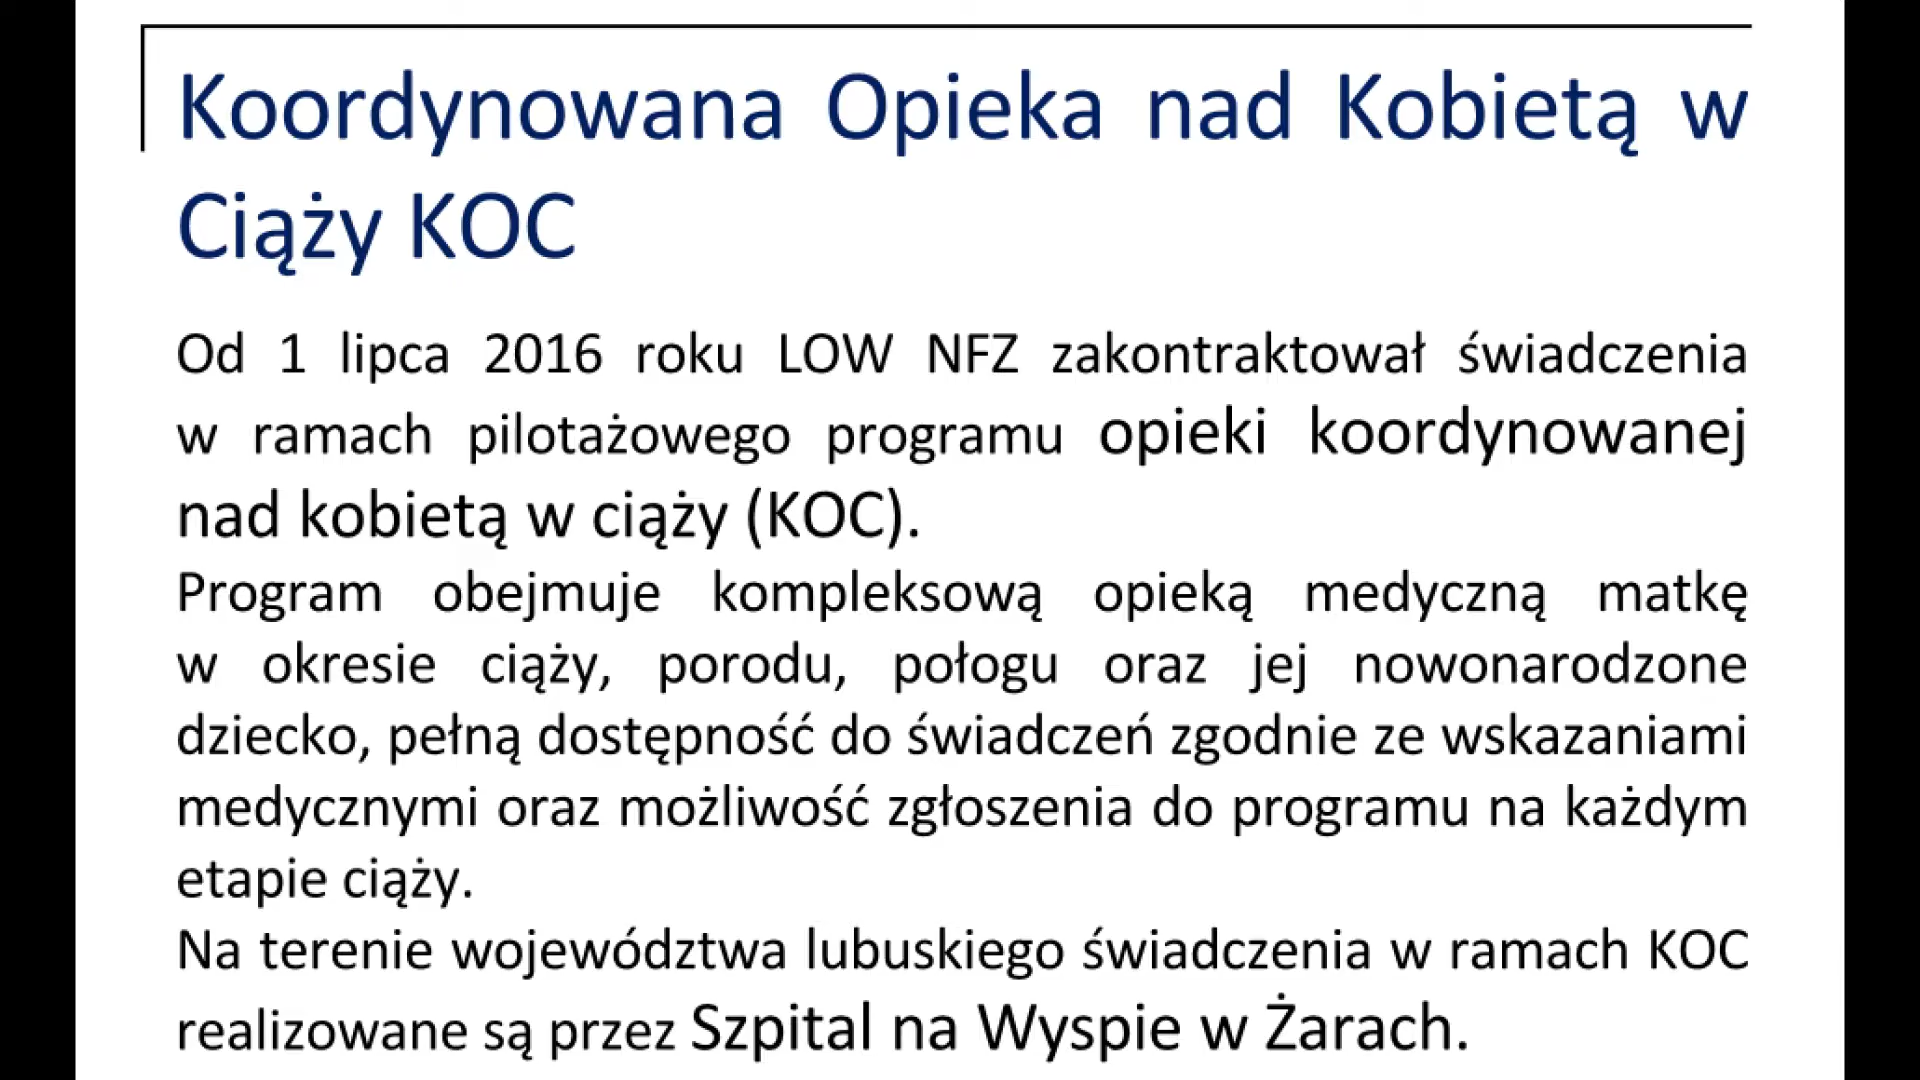 Koordynowana Opieka nad Kobietą w
Ciąży KOC
Od 1 lipca 2016 roku LOW NFZ zakontraktował świadczenia
w ramach pilotażowego programu opieki koordynowanej
nad kobietą w ciąży (KOC).
Program obejmuje kompleksową opieką medyczną matkę
w okresie ciąży, porodu, połogu oraz jej nowonarodzone
dziecko, pełną dostępność do świadczeń zgodnie ze wskazaniami
medycznymi oraz możliwość zgłoszenia do programu na każdym
etapie ciąży.
Na terenie województwa lubuskiego świadczenia w ramach KOC
realizowane są przez Szpital na Wyspie w Żarach.